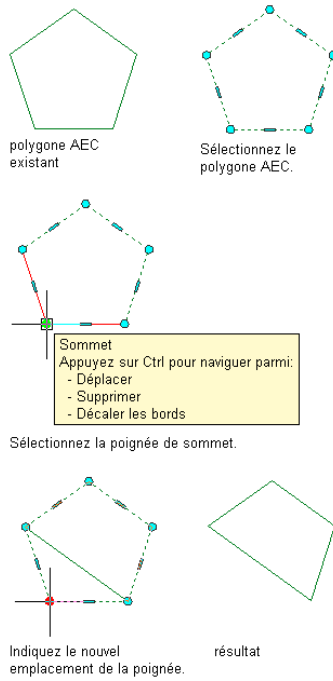 polygone AEC
existant
Sélectionnez le
polygone AEC.
Sommet
Appuyez sur Ctrl pour naviguer parmi:
- Déplacer
- Supprimer
- Décaler les bords
Sélectionnez la poignée de sommet.
Indiquez le nouvel
emplacement de la poignée.
résultat